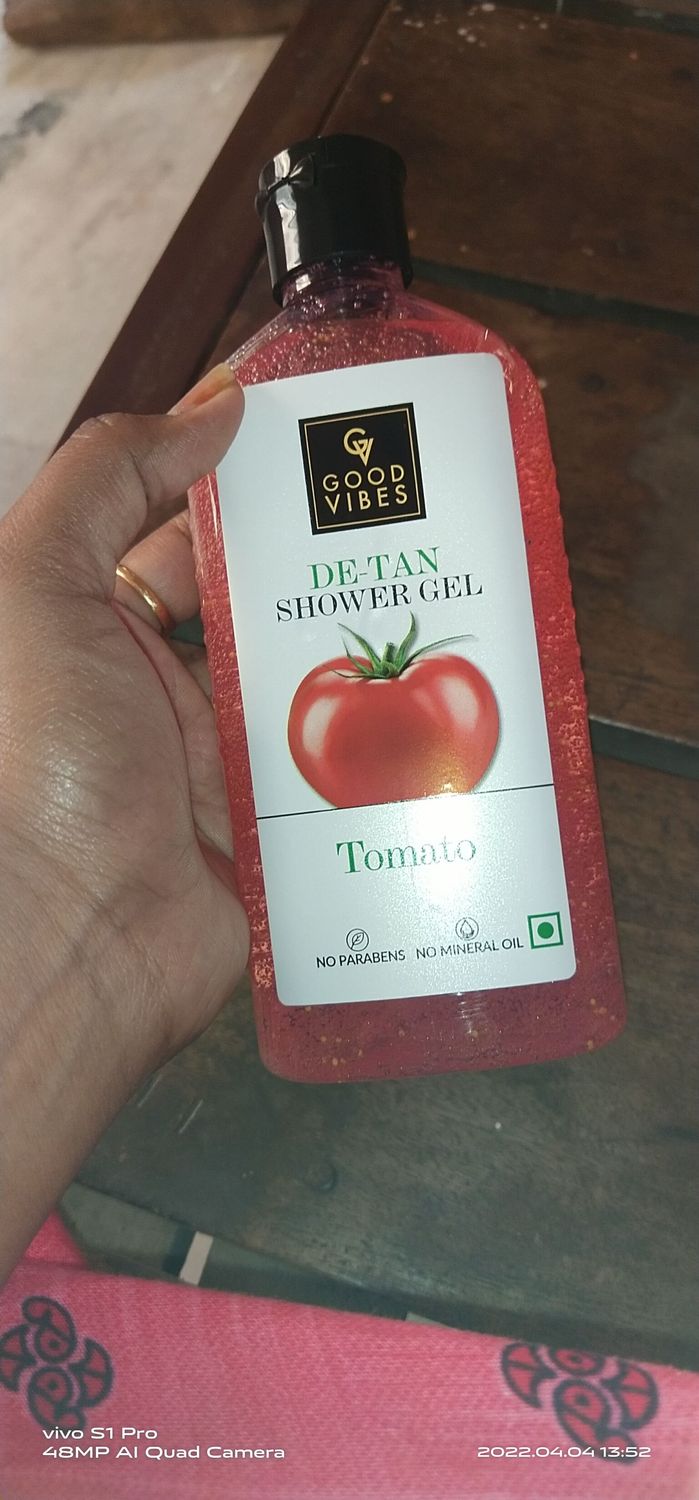 GV
GOOD
VIBES
DE-TAN
SHOWER GEL
Tomato
NO PARABENS NO MINERAL OIL
vivo S1 Pro
48MP AI Quad Camera
2022.04.04 13:52